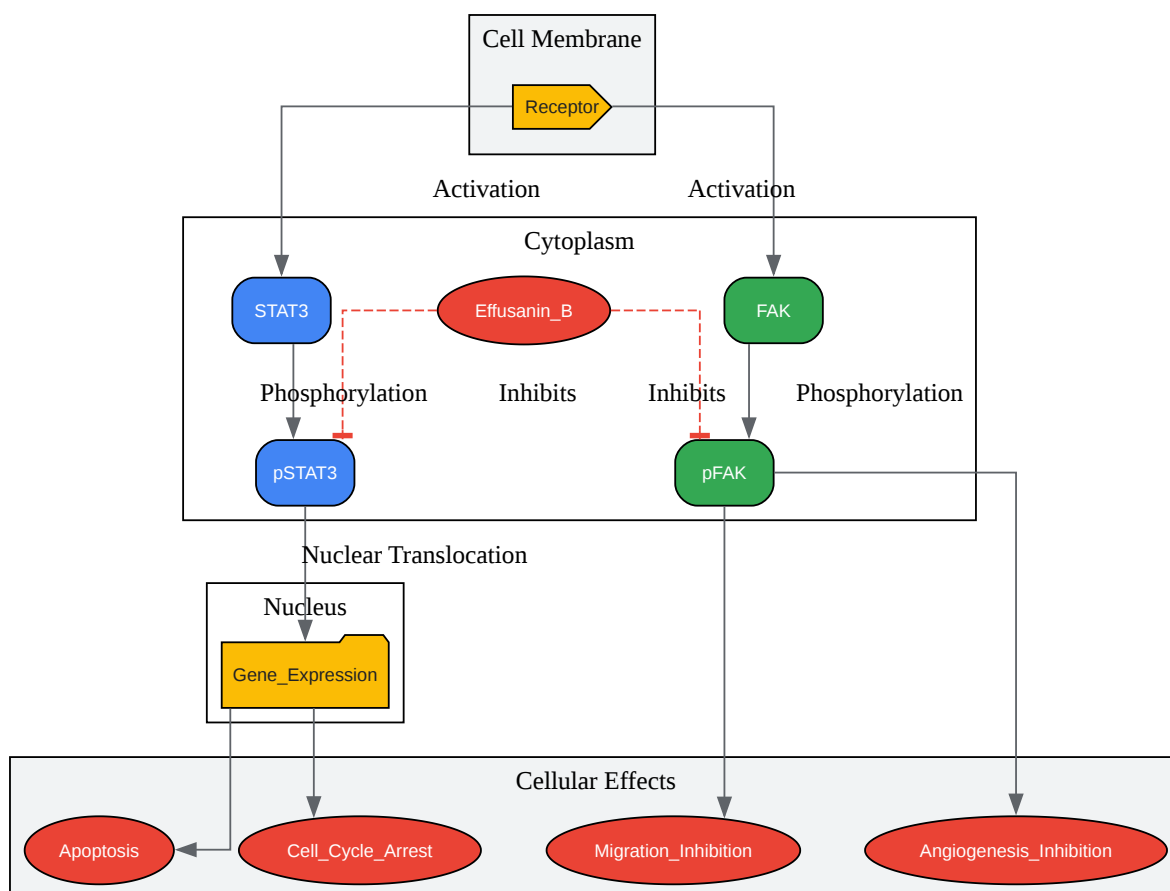 Cell Membrane
Receptor
Activation
Activation
Cytoplasm
STAT3
Effusanin_B
FAK
Phosphorylation
Inhibits
Inhibits
Phosphorylation
pSTAT3
pFAK
Nuclear Translocation
Nucleus
Gene_Expression
Cellular Effects
Apoptosis
Cell_Cycle_Arrest
Migration_Inhibition
Angiogenesis_Inhibition